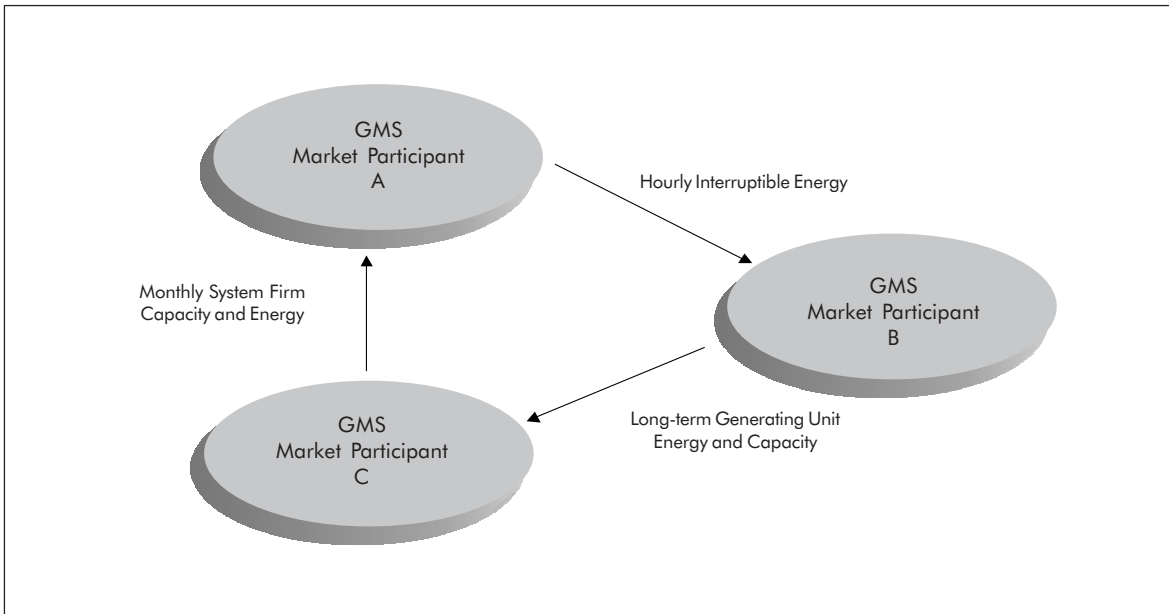 GMS
Market Participant
A
Hourly Interruptible Energy
GMS
Market Participant
B
Monthly System Firm
Capacity and Energy
GMS
Market Participant
C
Long-term Generating Unit
Energy and Capacity